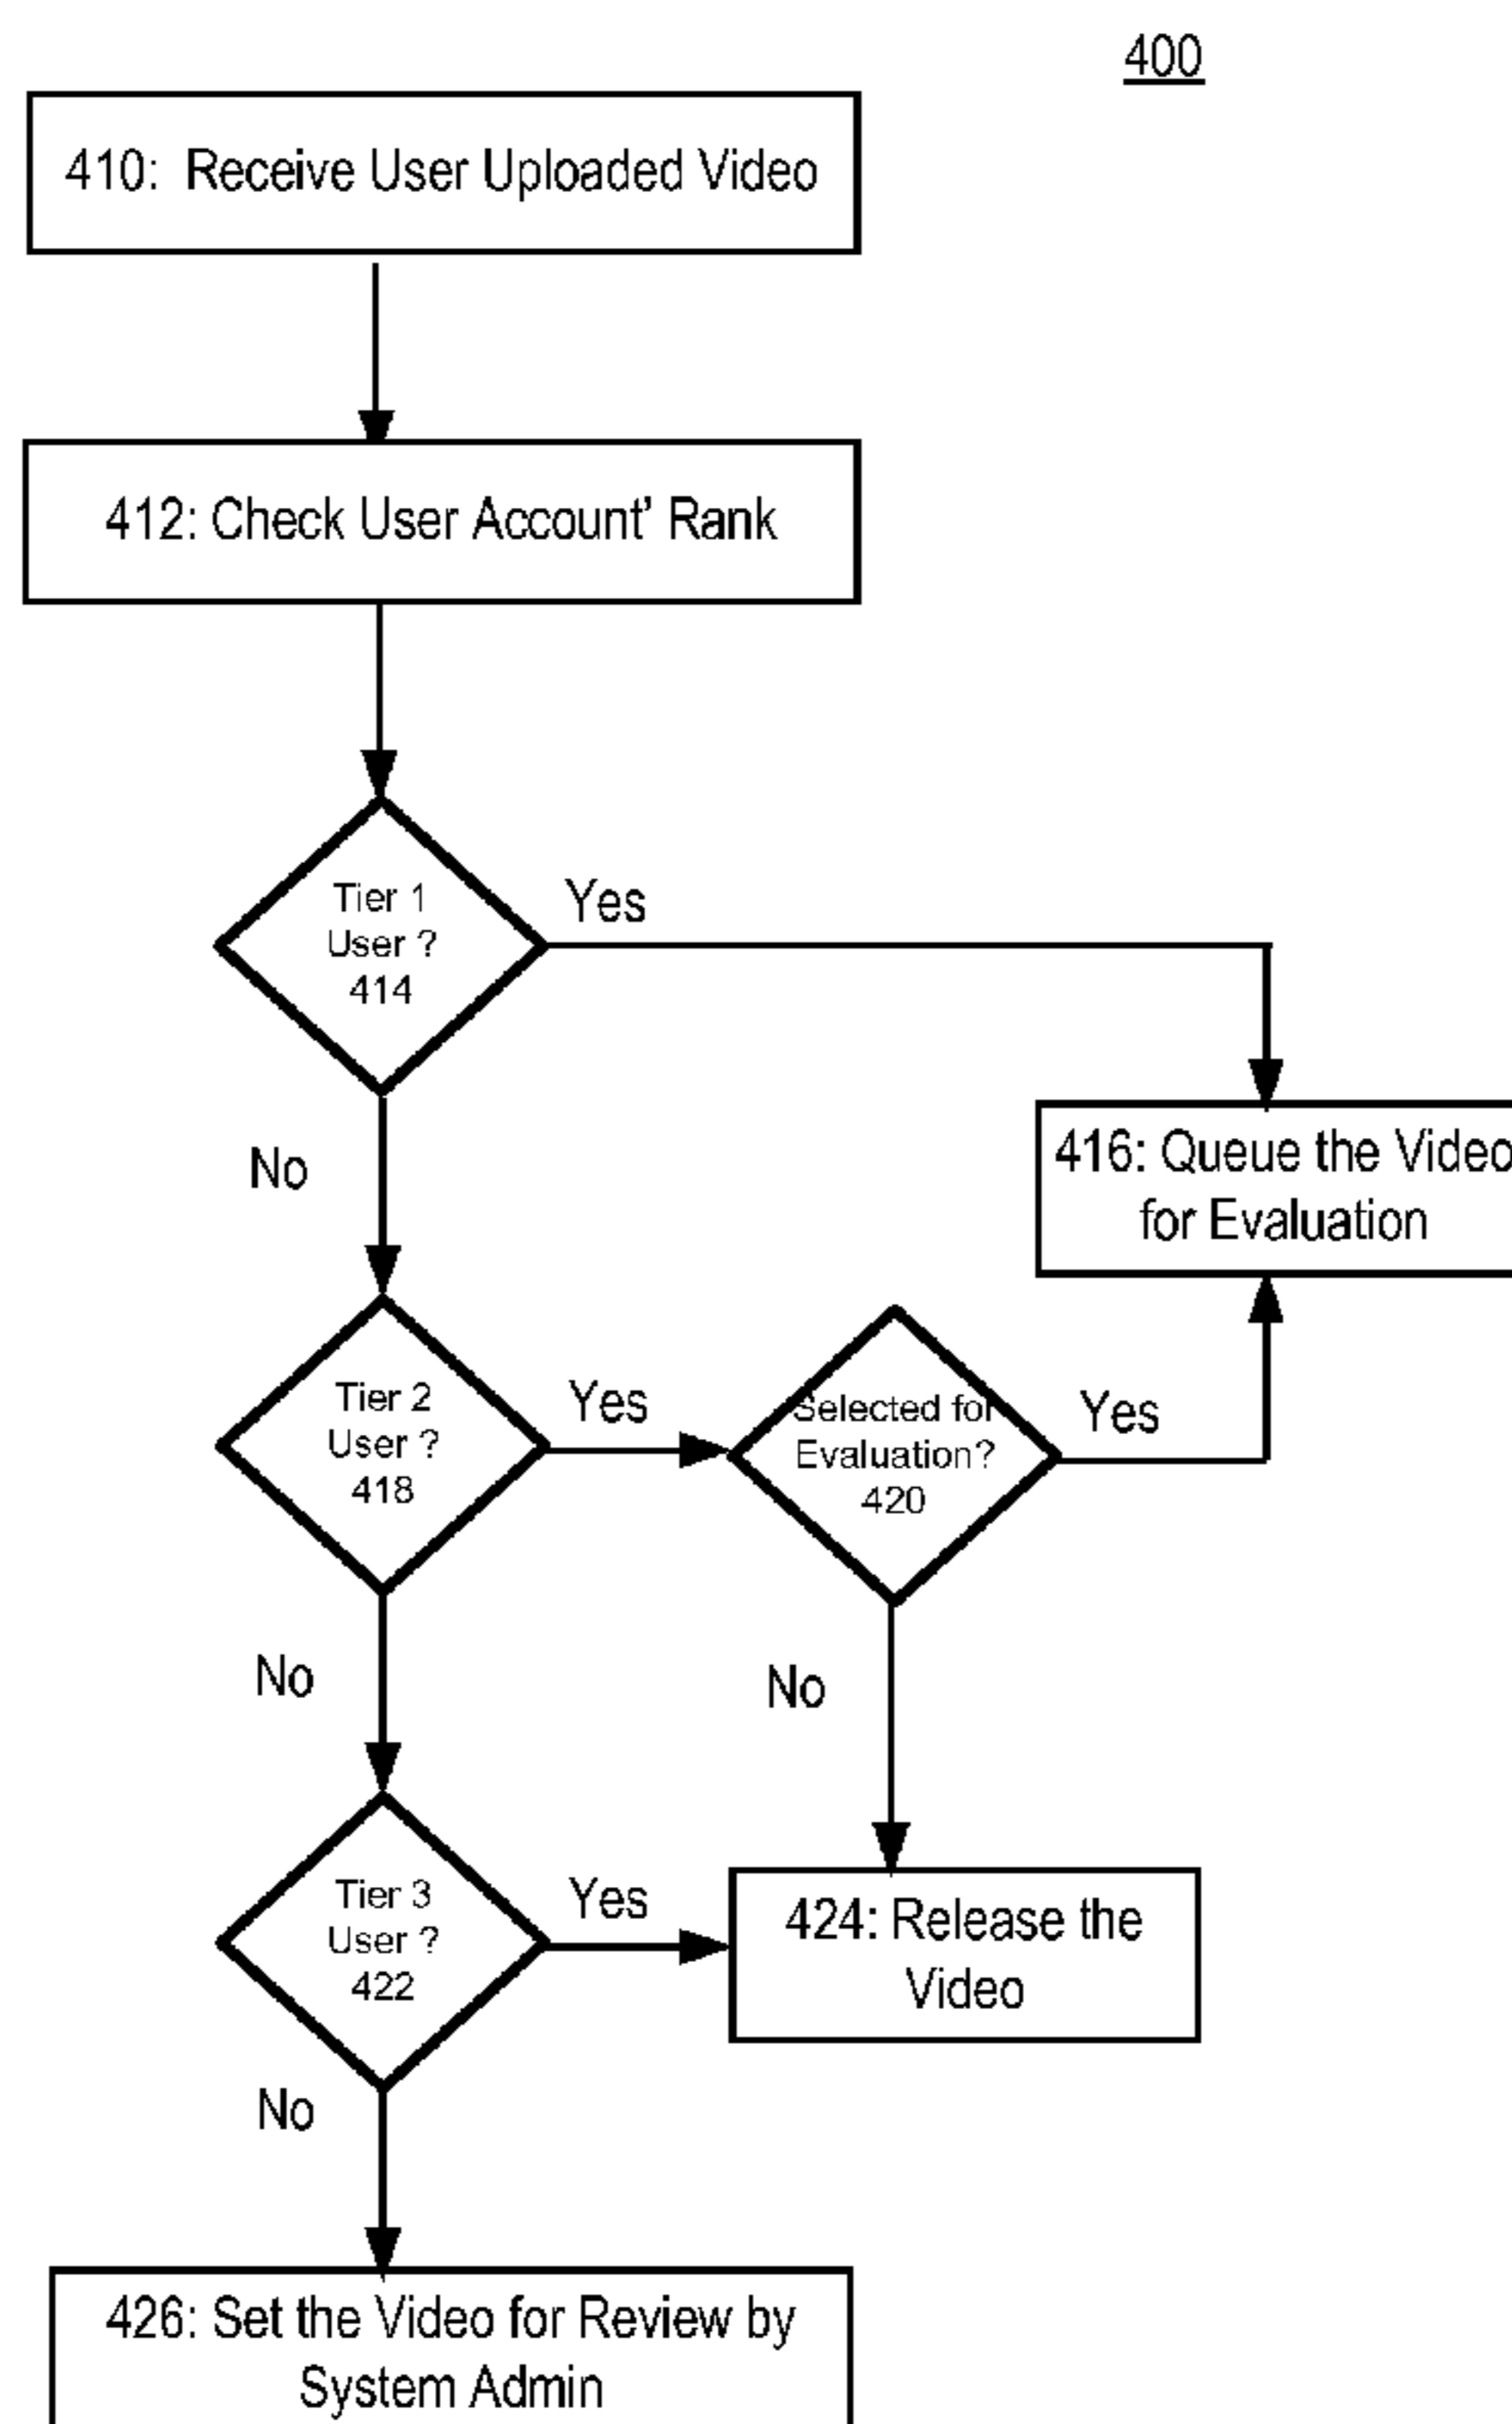 400
410: Receive User Uploaded Video
412: Check User Account' Rank
Tier 1
User ?
414
Yes
No
416: Queue the Video
for Evaluation
Tier 2
User ?
418
Yes
Selected for
Evaluation?
420
Yes
No
No
Tier 3
User ?
422
Yes
424: Release the
Video
No
426: Set the Video for Review by
System Admin